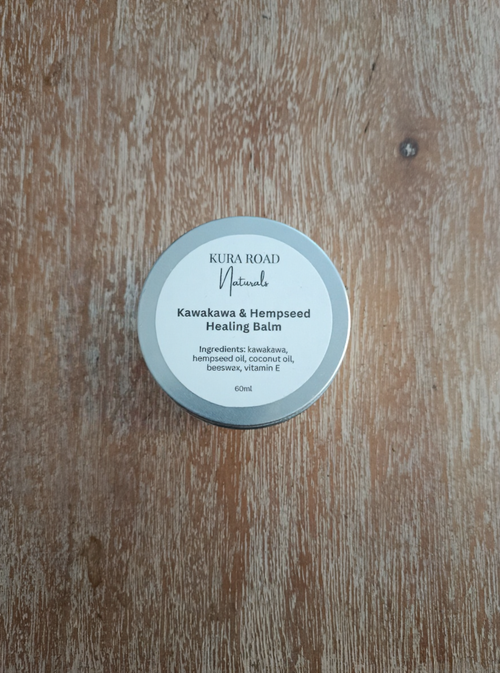 KURA ROAD
Naturals
Kawakawa & Hempseed
Healing Balm
Ingredients: kawakawa,
hempseed oil, coconut oil,
beeswax, vitamin E
60ml